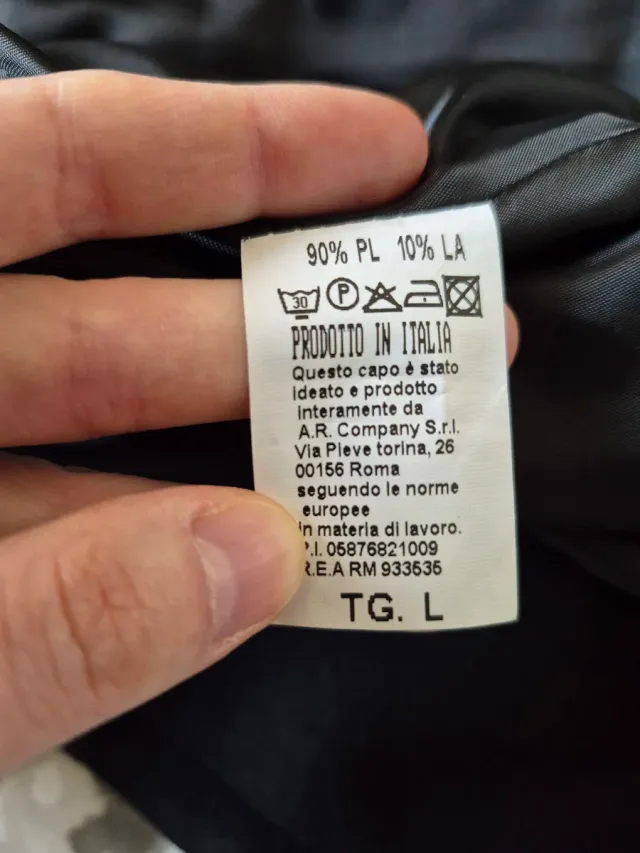 90% PL 10% LA
30 P
PRODOTTO IN ITALIA
Questo capo è stato
ideato e prodotto
interamente da
A.R. Company S.r.l.
Via Pieve torina, 26
00156 Roma
seguendo le norme
europee
in materia di lavoro.
P.I. 05876821009
R.E.A RM 933535
TG. L